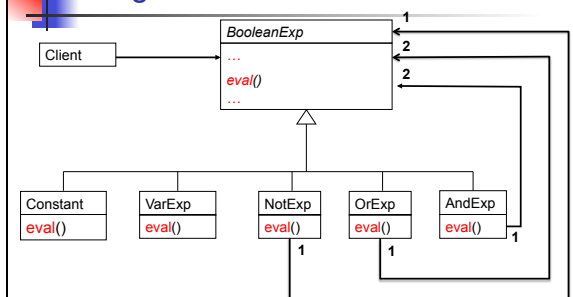 1
BooleanExp
Client
…
2
eval()
2
…
Constant
VarExp
NotExp
OrExp
AndExp
eval()
eval()
eval()
eval()
eval()
1
1
1